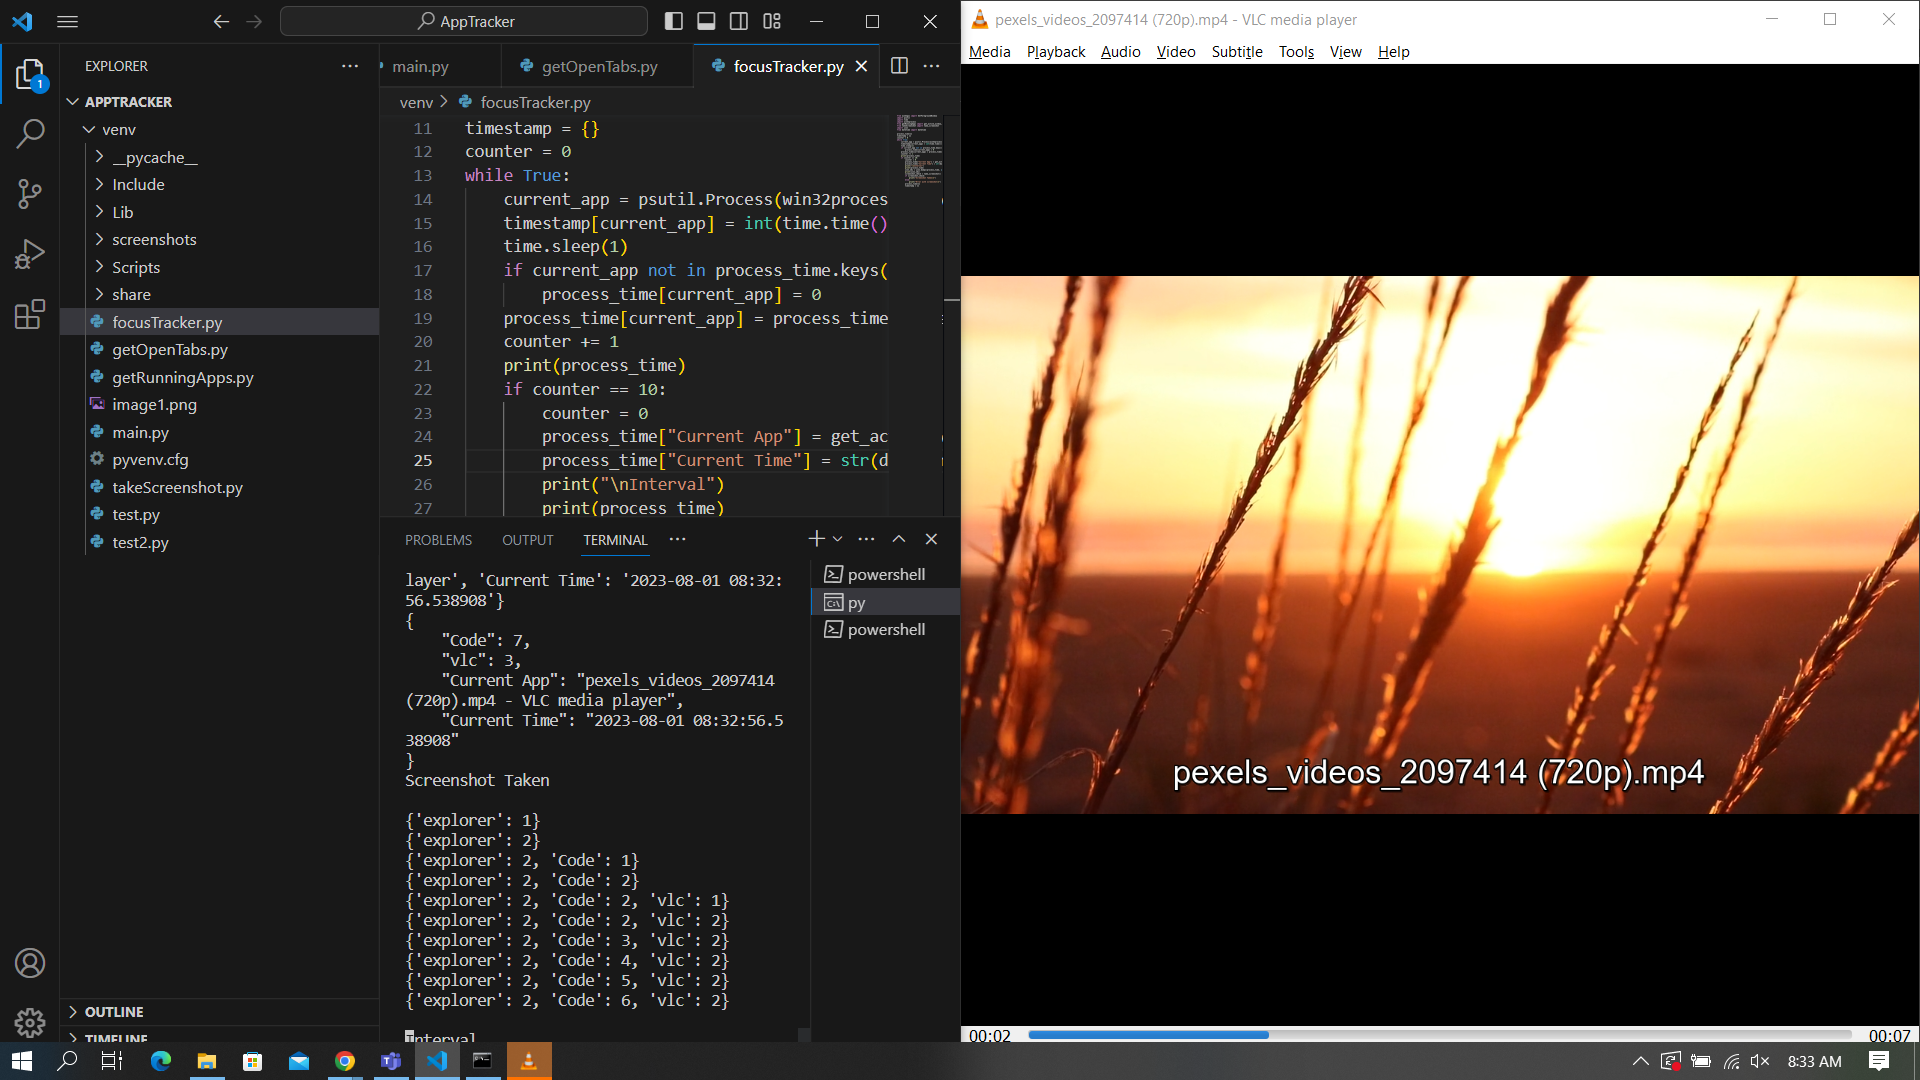 AppTracker
EXPLORER
APPTRACKER
venv
__pycache__
Include
Lib
screenshots
Scripts
share
focusTracker.py
getOpenTabs.py
getRunningApps.py
image1.png
main.py
pyvenv.cfg
takeScreenshot.py
test.py
test2.py
OUTLINE
TIMELINE
1
main.py
getOpenTabs.py
focusTracker.py
venv > focusTracker.py
11 timestamp = {}
12 counter = 0
13 while True:
14 current_app = psutil.Process(win32proces
15 timestamp[current_app] = int(time.time()
16 time.sleep(1)
17 if current_app not in process_time.keys(
18 process_time[current_app] = 0
19 process_time[current_app] = process_time
20 counter += 1
21 print(process_time)
22 if counter == 10:
23 counter = 0
24 process_time["Current App"] = get_ac
25 process_time["Current Time"] = str(d
26 print("\nInterval")
27 print(process_time)
PROBLEMS
OUTPUT
TERMINAL
layer', 'Current Time': '2023-08-01 08:32:
56.538908'}
{
"Code": 7,
"vlc": 3,
"Current App": "pexels_videos_2097414
(720p).mp4 - VLC media player",
"Current Time": "2023-08-01 08:32:56.5
38908"
}
Screenshot Taken
{'explorer': 1}
{'explorer': 2}
{'explorer': 2, 'Code': 1}
{'explorer': 2, 'Code': 2}
{'explorer': 2, 'Code': 2, 'vlc': 1}
{'explorer': 2, 'Code': 2, 'vlc': 2}
{'explorer': 2, 'Code': 3, 'vlc': 2}
{'explorer': 2, 'Code': 4, 'vlc': 2}
{'explorer': 2, 'Code': 5, 'vlc': 2}
{'explorer': 2, 'Code': 6, 'vlc': 2}
Interval
powershell
py
powershell
pexels_videos_2097414 (720p).mp4 - VLC media player
Media Playback Audio Video Subtitle Tools View Help
pexels_videos_2097414 (720p).mp4
00:02
00:07
8:33 AM